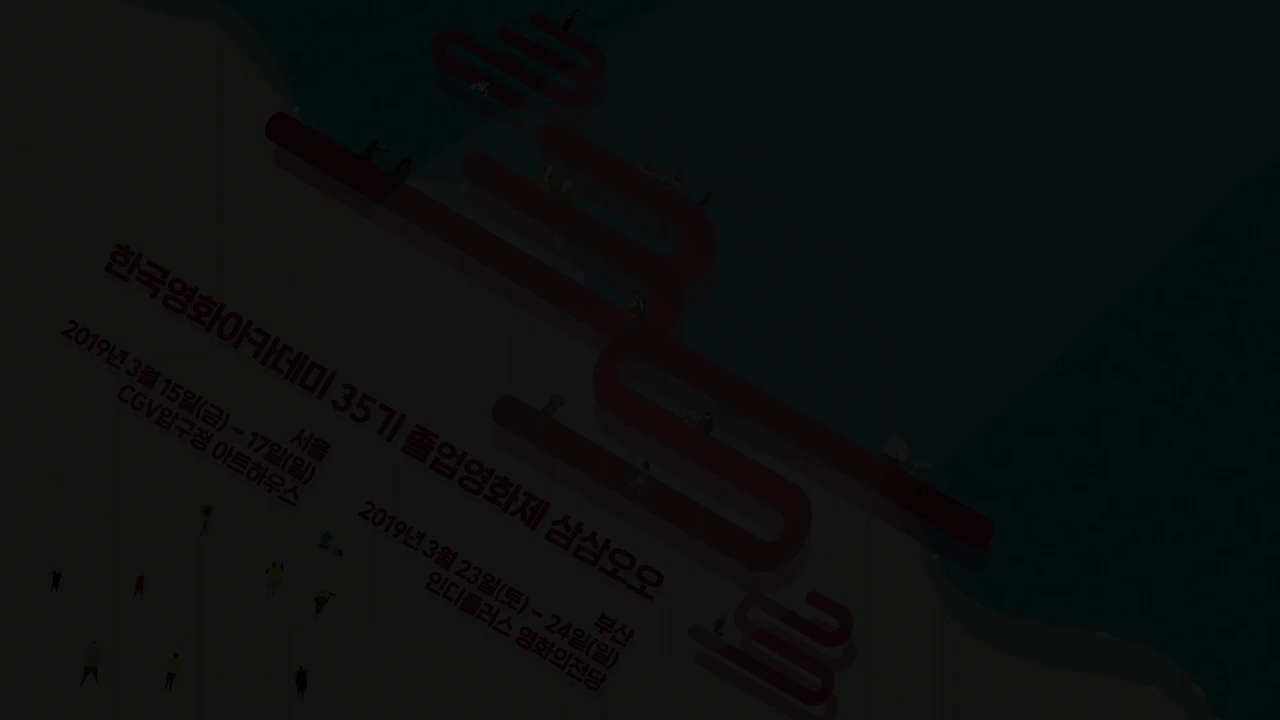 한국영화아카데미 35기 졸업영화제 삼삼오오
서울
2019년 3월 15일(금) – 17일(일)
CGV압구정 아트하우스
부산
2019년 3월 23일(토) – 24일(일)
인디플러스 영화의전당